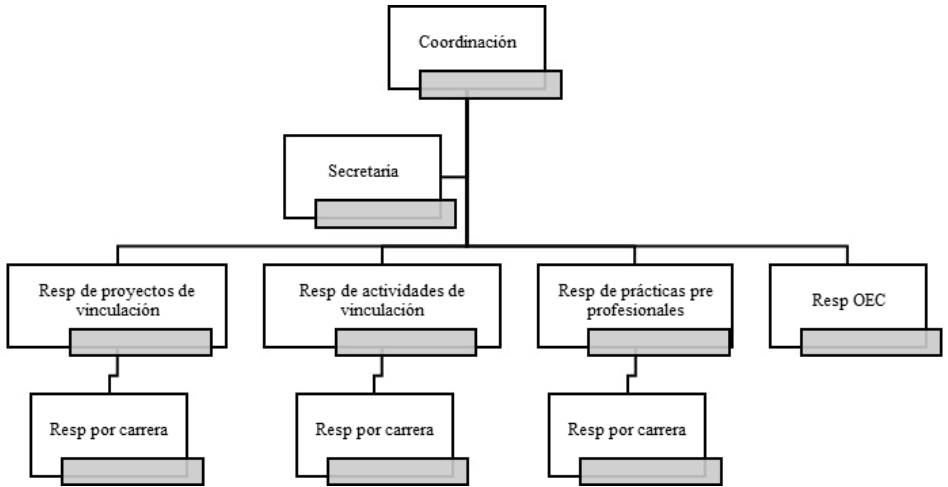 Coordinación
Secretaría
Resp de proyectos de
vinculación
Resp de actividades de
vinculación
Resp de prácticas pre
profesionales
Resp OEC
Resp por carrera
Resp por carrera
Resp por carrera